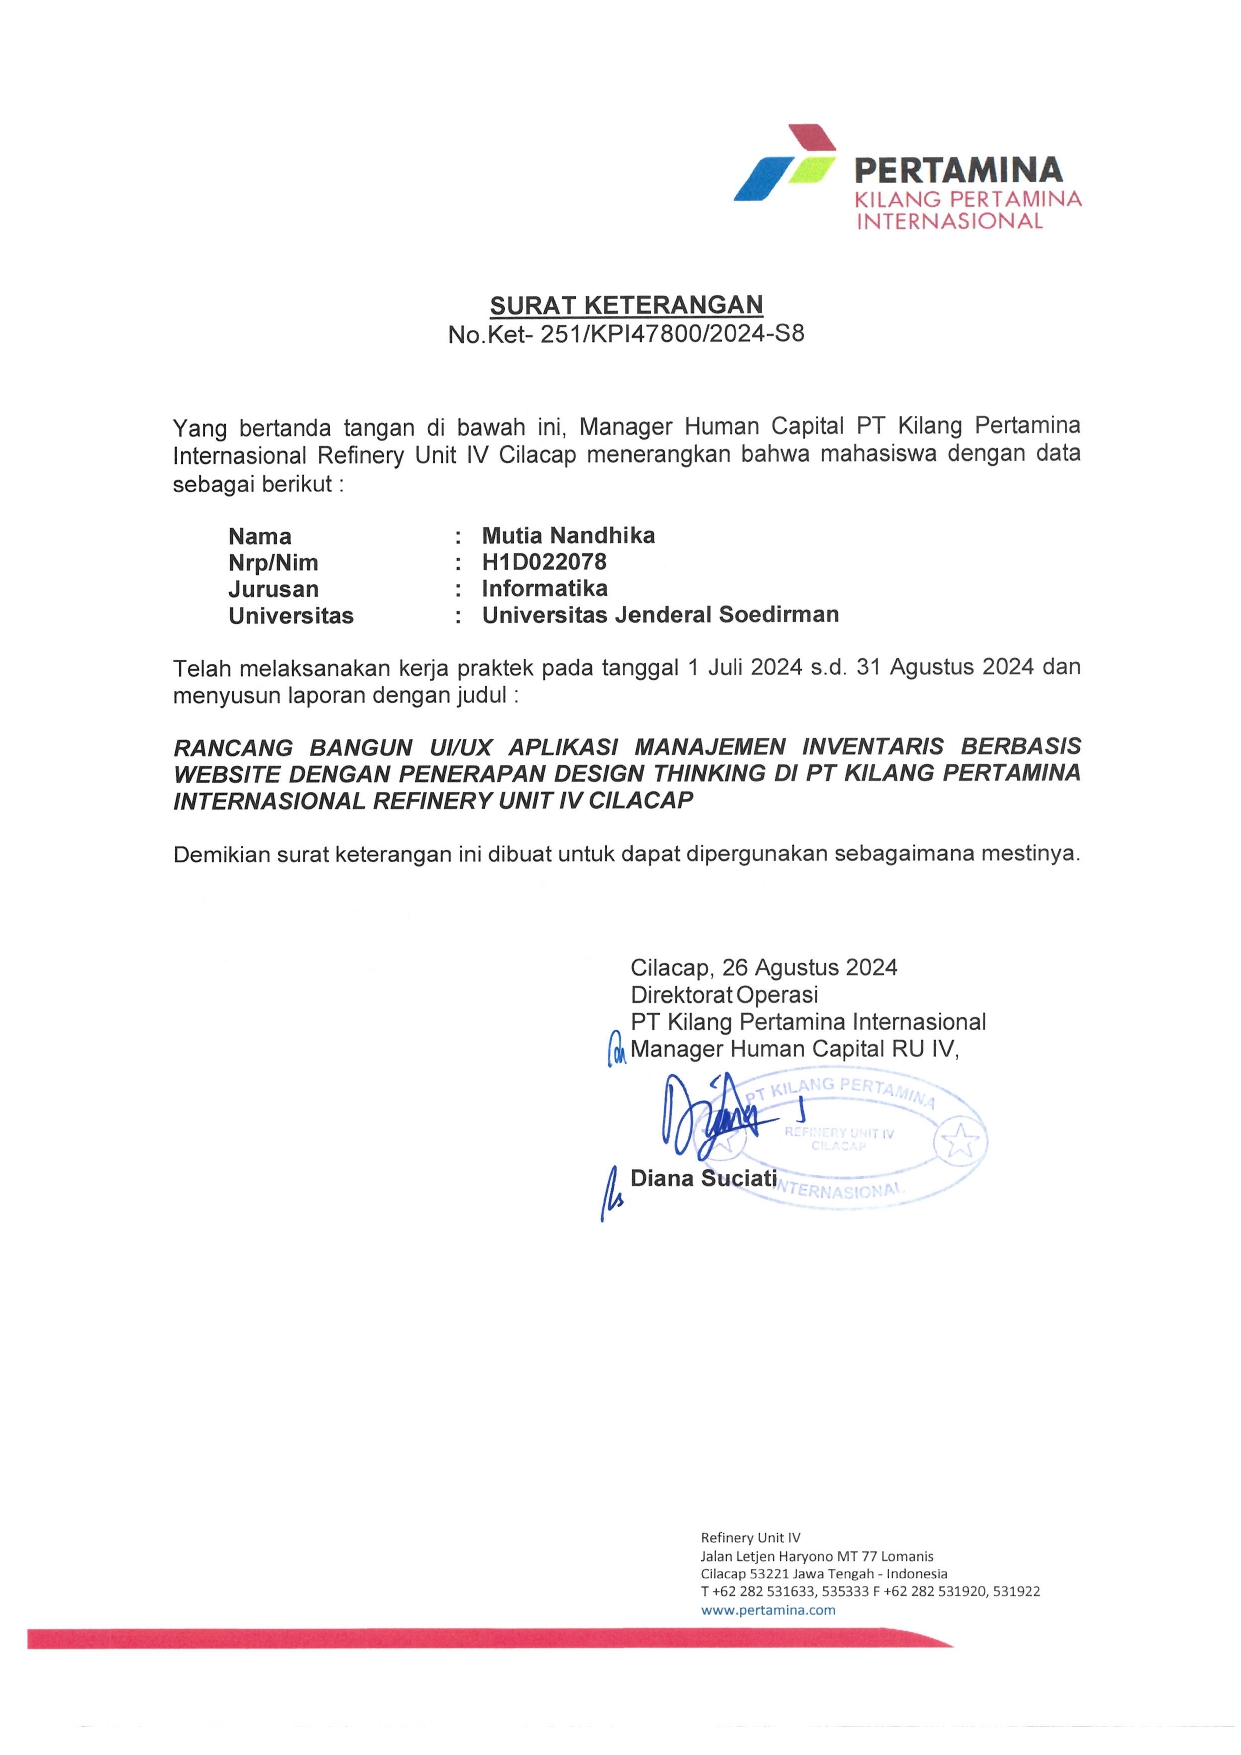 PERTAMINA
KILANG PERTAMINA
INTERNASIONAL
SURAT KETERANGAN
No.Ket- 251/KPI47800/2024-S8
Yang bertanda tangan di bawah ini, Manager Human Capital PT Kilang Pertamina
Internasional Refinery Unit IV Cilacap menerangkan bahwa mahasiswa dengan data
sebagai berikut :
Nama : Mutia Nandhika
Nrp/Nim : H1D022078
Jurusan : Informatika
Universitas : Universitas Jenderal Soedirman
Telah melaksanakan kerja praktek pada tanggal 1 Juli 2024 s.d. 31 Agustus 2024 dan
menyusun laporan dengan judul :
RANCANG BANGUN UI/UX APLIKASI MANAJEMEN INVENTARIS BERBASIS
WEBSITE DENGAN PENERAPAN DESIGN THINKING DI PT KILANG PERTAMINA
INTERNASIONAL REFINERY UNIT IV CILACAP
Demikian surat keterangan ini dibuat untuk dapat dipergunakan sebagaimana mestinya.
Cilacap, 26 Agustus 2024
Direktorat Operasi
PT Kilang Pertamina Internasional
Manager Human Capital RU IV,
PT KILANG PERTAMINA
REFINERY UNIT IV
CILACAP
INTERNASIONAL
Diana Suciati
Refinery Unit IV
Jalan Letjen Haryono MT 77 Lomanis
Cilacap 53221 Jawa Tengah - Indonesia
T +62 282 531633, 535333 F +62 282 531920, 531922
www.pertamina.com